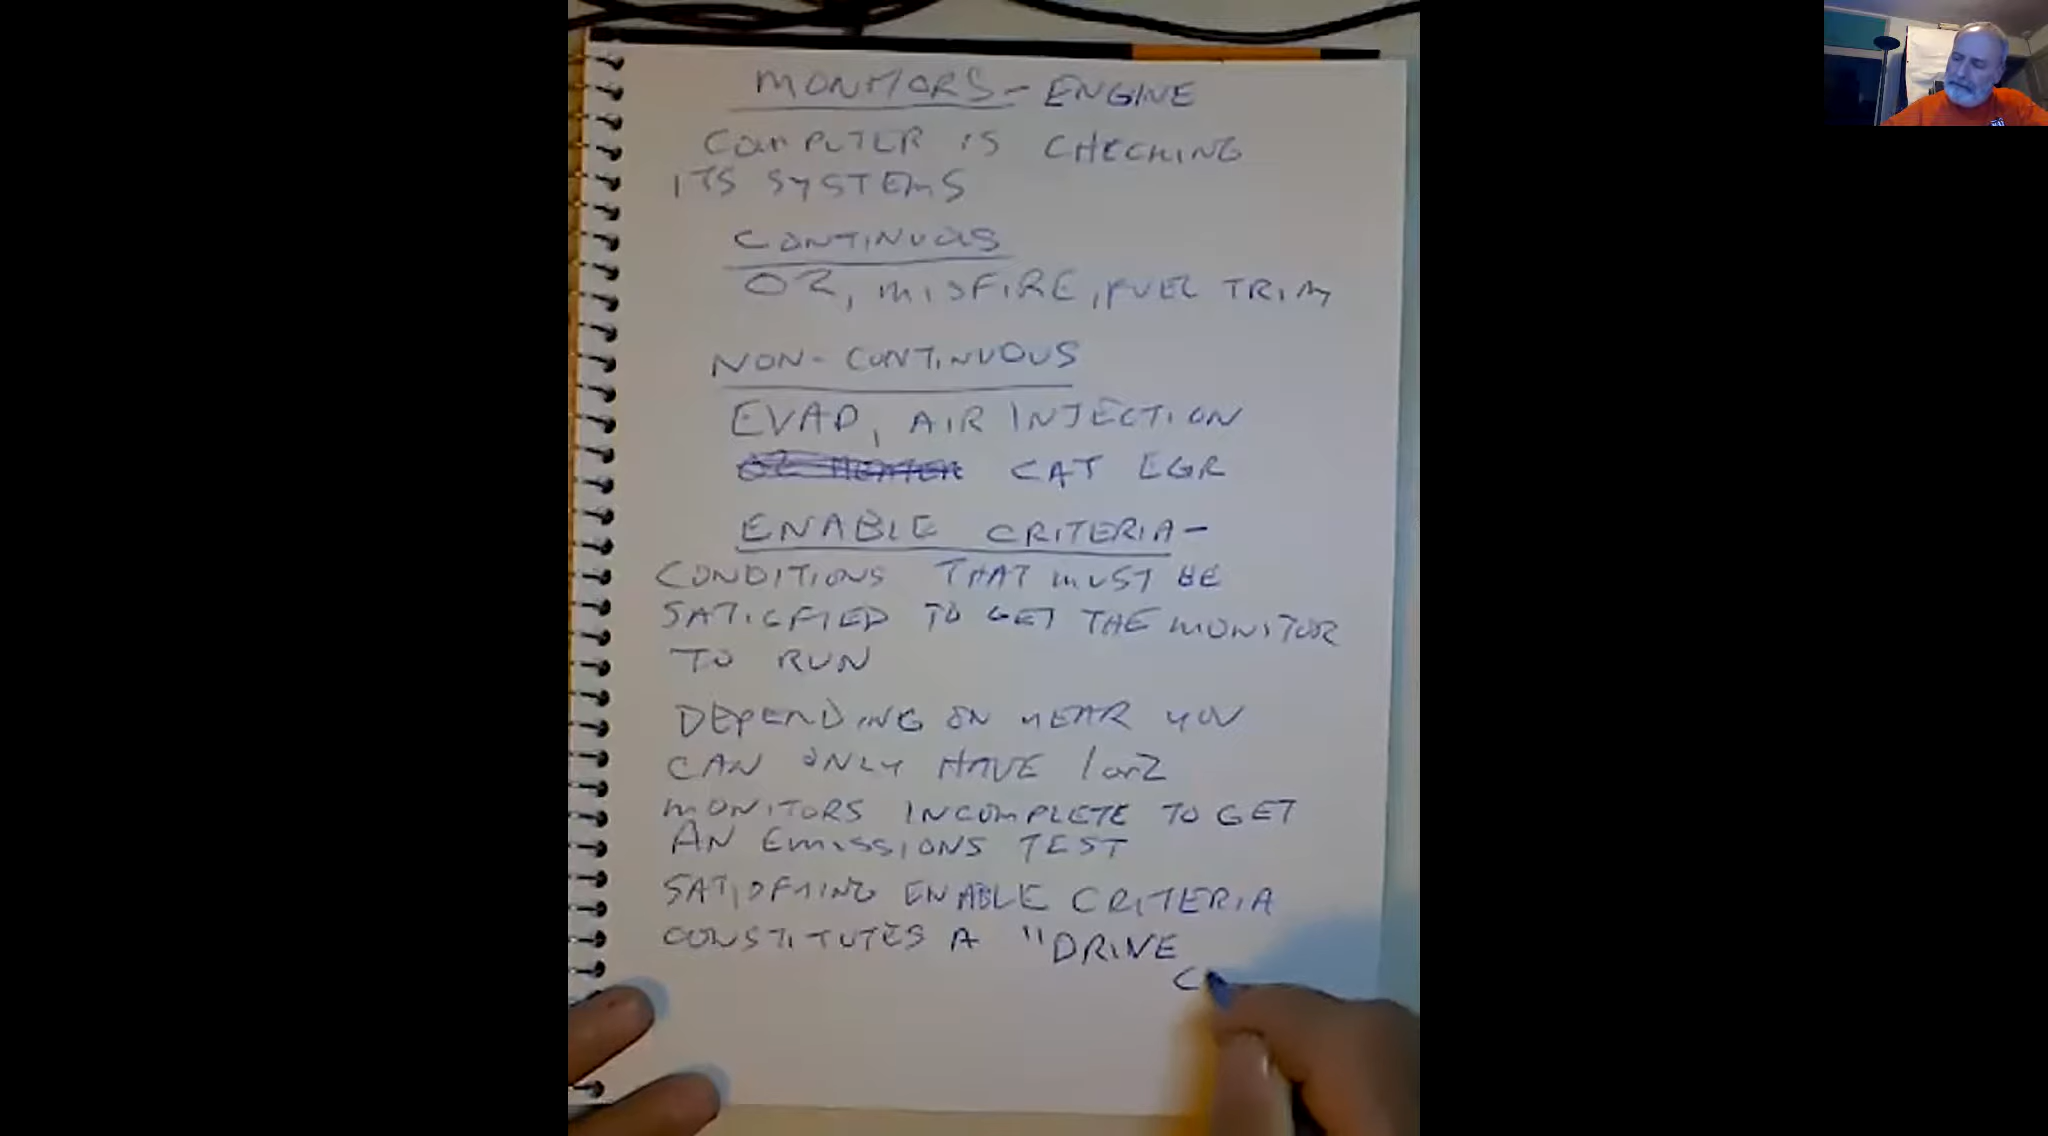 MONITORS - ENGINE
COMPUTER IS CHECKING
ITS SYSTEMS
CONTINUOUS
O2, MISFIRE, FUEL TRIM
NON-CONTINUOUS
EVAP, AIR INJECTION
O2 HEATER CAT EGR
ENABLE CRITERIA -
CONDITIONS THAT MUST BE
SATISFIED TO GET THE MONITOR
TO RUN
DEPENDING ON YEAR YOU
CAN ONLY HAVE 1 or 2
MONITORS INCOMPLETE TO GET
AN EMISSIONS TEST
SATISFYING ENABLE CRITERIA
CONSTITUTES A "DRIVE
C